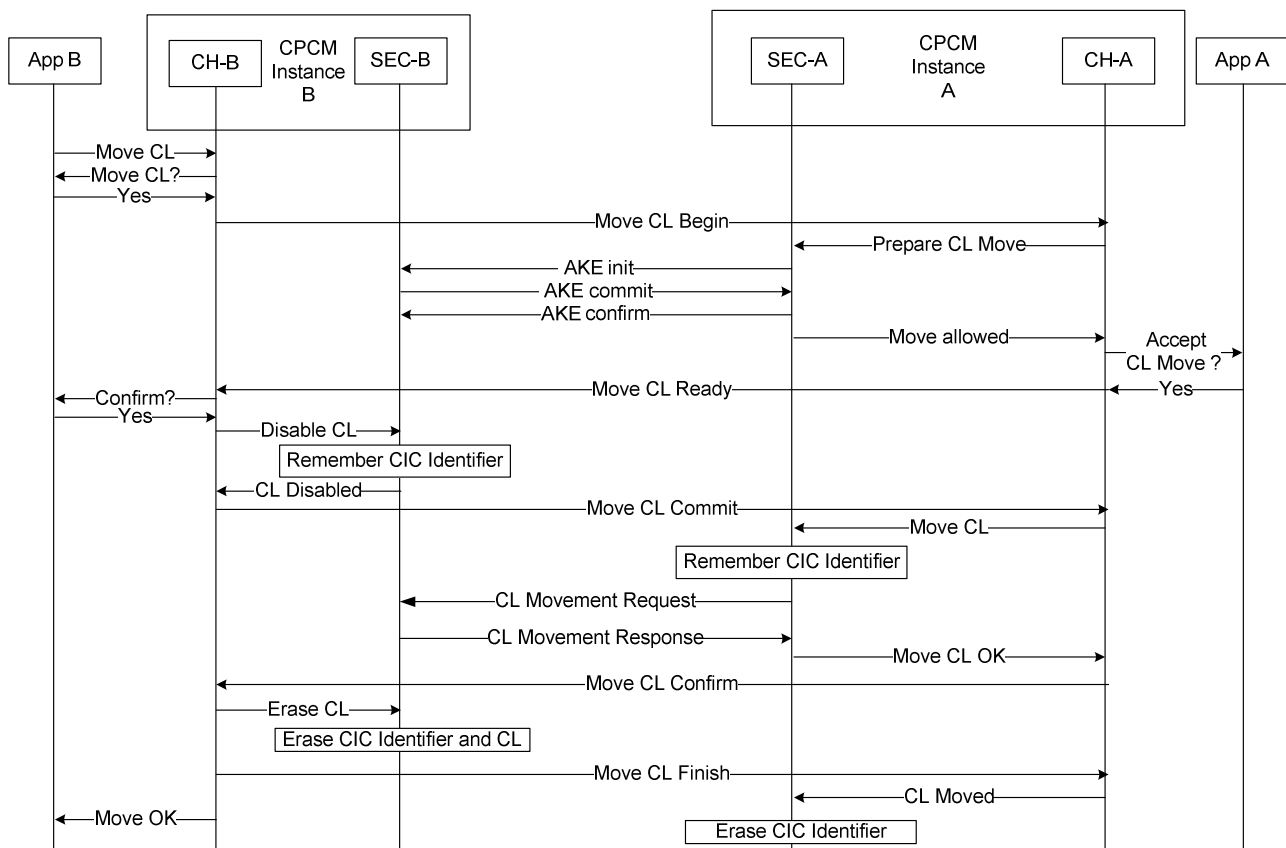 App B
CH-B
CPCM
Instance
B
SEC-B
SEC-A
CPCM
Instance
A
CH-A
App A
Move CL
Move CL?
Yes
Move CL Begin
Prepare CL Move
AKE init
AKE commit
AKE confirm
Move allowed
Accept
CL Move ?
Move CL Ready
Yes
Confirm?
Yes
Disable CL
Remember CIC Identifier
CL Disabled
Move CL Commit
Move CL
Remember CIC Identifier
CL Movement Request
CL Movement Response
Move CL OK
Move CL Confirm
Erase CL
Erase CIC Identifier and CL
Move CL Finish
CL Moved
Move OK
Erase CIC Identifier